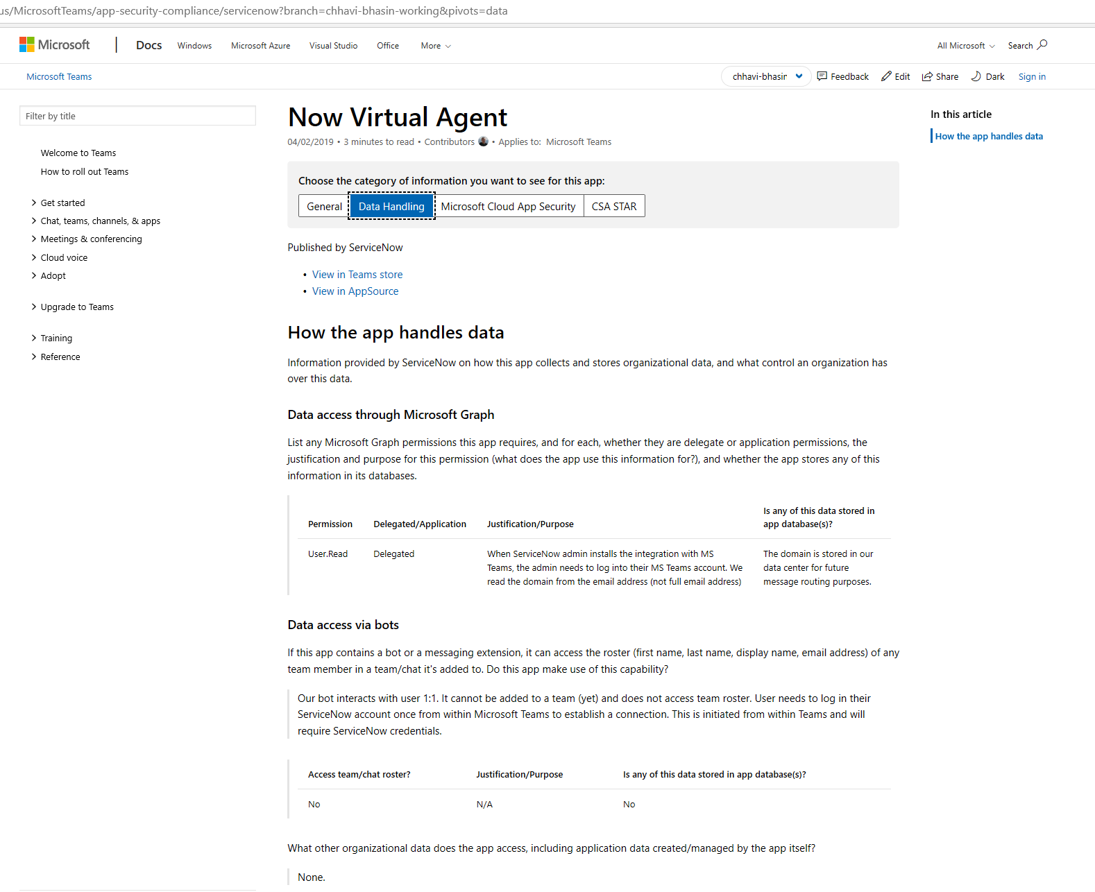 us/MicrosoftTeams/app-security-compliance/servicenow?branch=chhavi-bhasin-working&pivots=data
Microsoft | Docs Windows Microsoft Azure Visual Studio Office More All Microsoft Search
Microsoft Teams chhavi-bhasin Feedback Edit Share Dark Sign in
Filter by title
Welcome to Teams
How to roll out Teams
Get started
Chat, teams, channels, & apps
Meetings & conferencing
Cloud voice
Adopt
Upgrade to Teams
Training
Reference
Now Virtual Agent
04/02/2019 • 3 minutes to read • Contributors • Applies to: Microsoft Teams
Choose the category of information you want to see for this app:
General Data Handling Microsoft Cloud App Security CSA STAR
Published by ServiceNow
• View in Teams store
• View in AppSource
How the app handles data
Information provided by ServiceNow on how this app collects and stores organizational data, and what control an organization has
over this data.
Data access through Microsoft Graph
List any Microsoft Graph permissions this app requires, and for each, whether they are delegate or application permissions, the
justification and purpose for this permission (what does the app use this information for?), and whether the app stores any of this
information in its databases.
Permission Delegated/Application Justification/Purpose Is any of this data stored in
app database(s)?
User.Read Delegated When ServiceNow admin installs the integration with MS
Teams, the admin needs to log into their MS Teams account. We
read the domain from the email address (not full email address)
The domain is stored in our
data center for future
message routing purposes.
Data access via bots
If this app contains a bot or a messaging extension, it can access the roster (first name, last name, display name, email address) of any
team member in a team/chat it's added to. Do this app make use of this capability?
Our bot interacts with user 1:1. It cannot be added to a team (yet) and does not access team roster. User needs to log in their
ServiceNow account once from within Microsoft Teams to establish a connection. This is initiated from within Teams and will
require ServiceNow credentials.
Access team/chat roster? Justification/Purpose Is any of this data stored in app database(s)?
No N/A No
What other organizational data does the app access, including application data created/managed by the app itself?
None.
In this article
How the app handles data